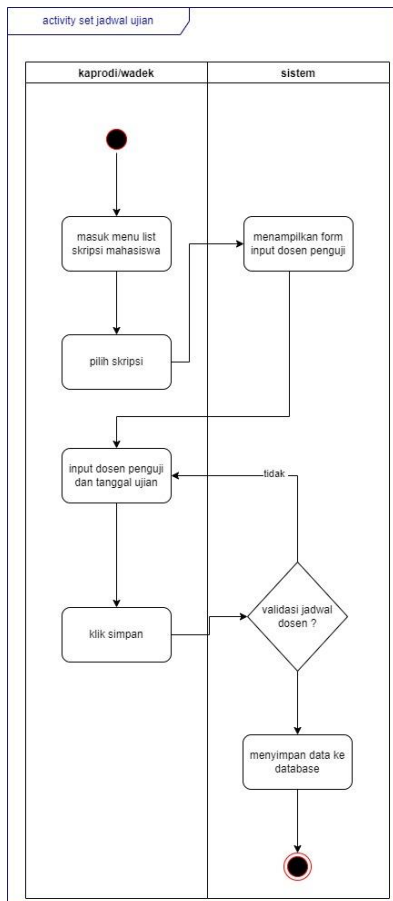 activity set jadwal ujian
kaprodi/wadek
sistem
masuk menu list
skripsi mahasiswa
menampilkan form
input dosen penguji
pilih skripsi
input dosen penguji
dan tanggal ujian
tidak
klik simpan
validasi jadwal
dosen ?
menyimpan data ke
database